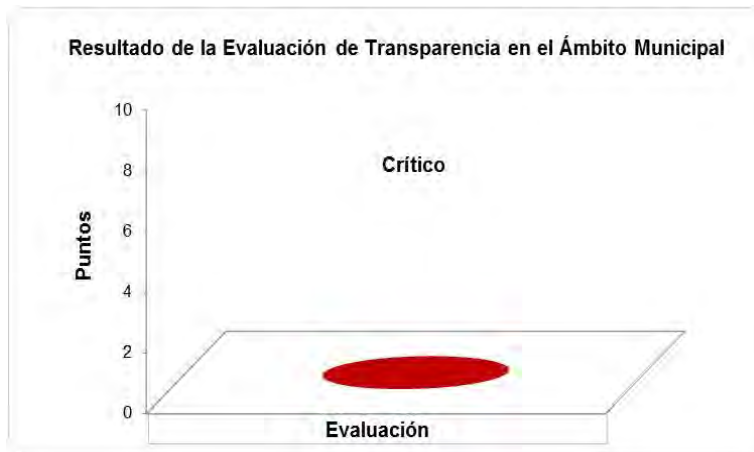 Resultado de la Evaluación de Transparencia en el Ámbito Municipal
10
Crítico
8
6
Puntos
4
2
0
Evaluación